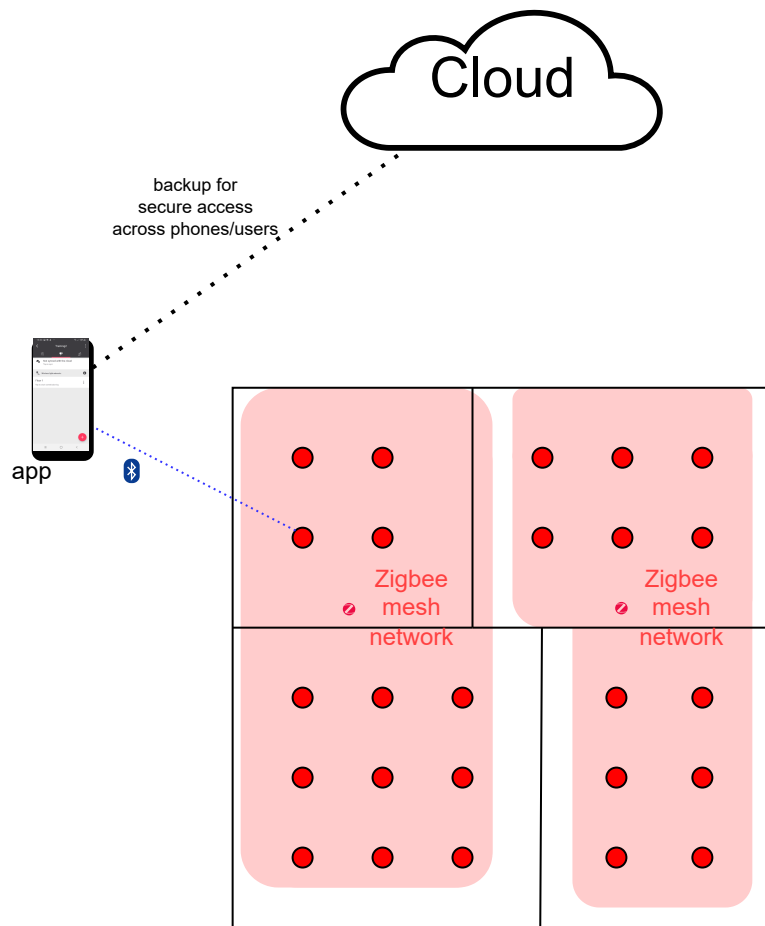 Cloud
backup for
secure access
across phones/users
app
Zigbee
mesh
network
Zigbee
mesh
network